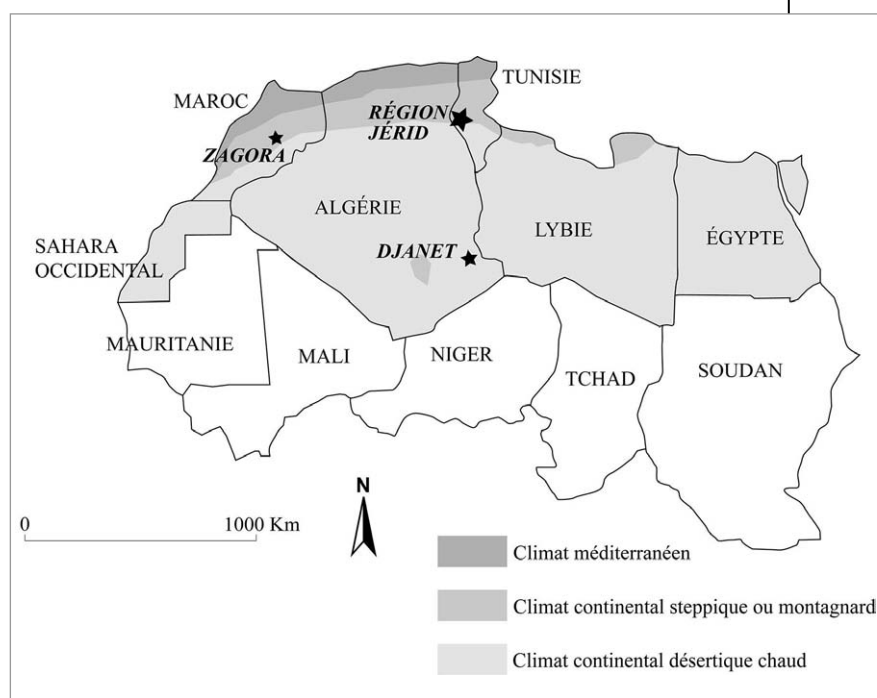 TUNISIE
MAROC
RÉGION
JÉRID
ZAGORA
ALGÉRIE
LYBIE
ÉGYPTE
SAHARA
OCCIDENTAL
DJANET
MAURITANIE
MALI
NIGER
TCHAD
SOUDAN
N
0 1000 Km
Climat méditerranéen
Climat continental steppique ou montagnard
Climat continental désertique chaud